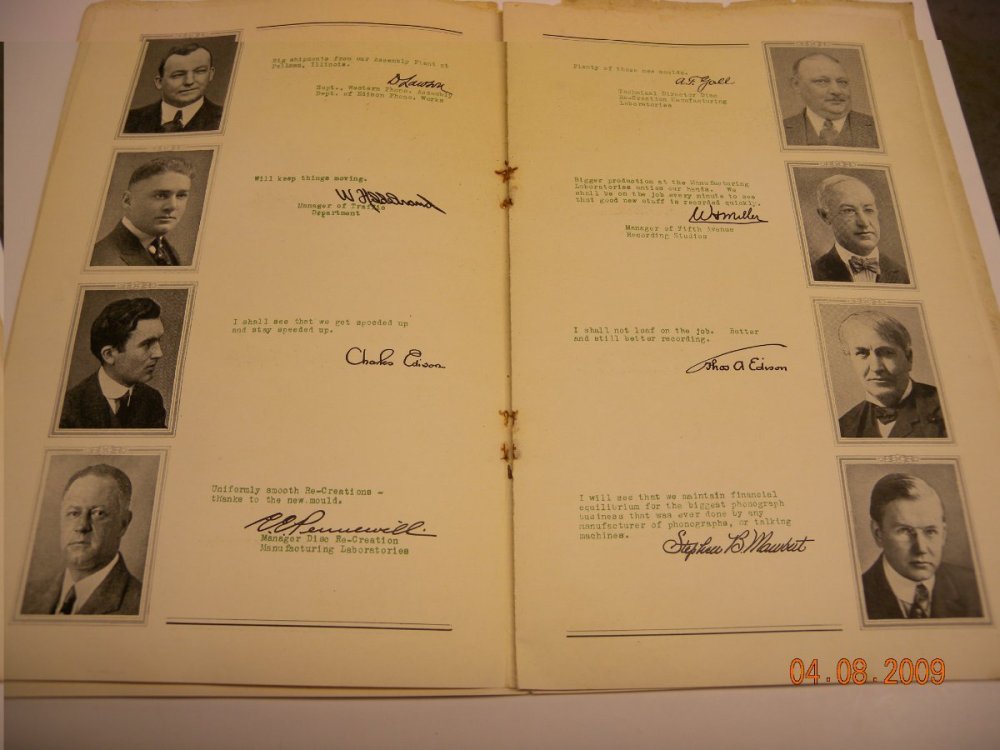 Big shipments from our Assembly Plant at
Pullman, Illinois.
D Lawson
Supt., Western Phono. Assembly
Dept. of Edison Phono. Works
Will keep things moving.
W
Manager of Traffic
Department
I shall see that we get speeded up
and stay speeded up.
Charles Edison
Uniformly smooth Re-Creations -
thanks to the new mould.
Manager Disc Re-Creation
Manufacturing Laboratories
Plenty of those new moulds.
Technical Director Disc
Re-Creation Manufacturing
Laboratories
Bigger production at the Manufacturing
Laboratories unties our hands. We
shall be on the job every minute to see
that good new stuff is recorded quickly.
W H Miller
Manager of Fifth Avenue
Recording Studios
I shall not loaf on the job. Better
and still better recording.
Thos A Edison
I will see that we maintain financial
equilibrium for the biggest phonograph
business that was ever done by any
manufacturer of phonographs, or talking
machines.
Stephen B Mambert
04.08.2009